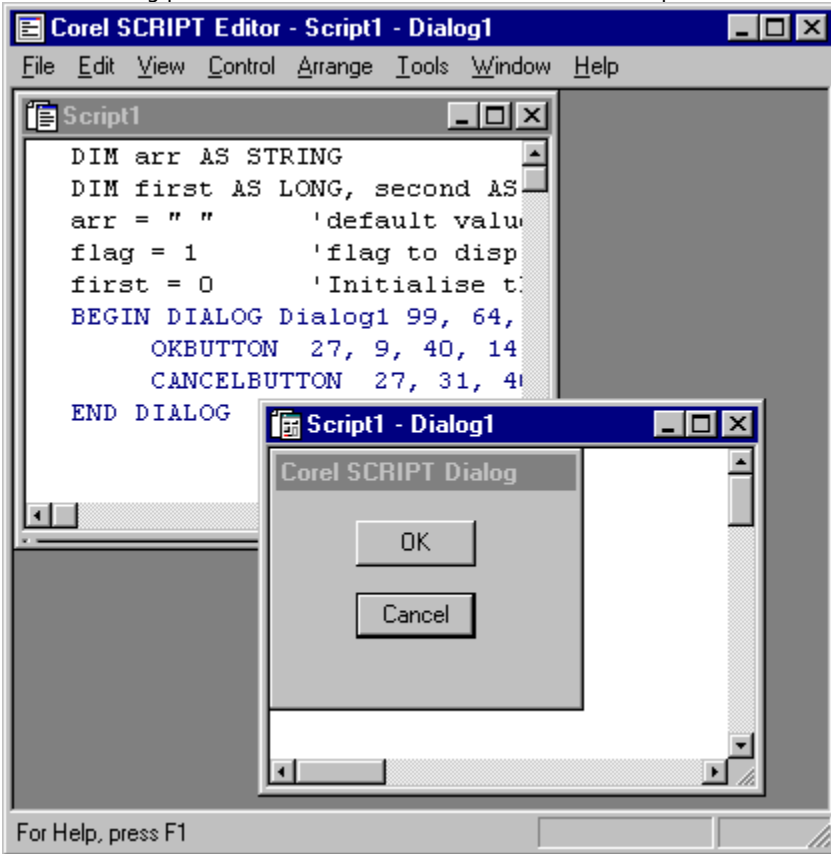 Corel SCRIPT Editor - Script1 - Dialog1
File Edit View Control Arrange Tools Window Help
Script1
DIM arr AS STRING
DIM first AS LONG, second AS
arr = " " 'default valu
flag = 1 'flag to disp
first = 0 'Initialise t
BEGIN DIALOG Dialog1 99, 64,
OKBUTTON 27, 9, 40, 14
CANCELBUTTON 27, 31, 4
END DIALOG
Script1 - Dialog1
Corel SCRIPT Dialog
OK
Cancel
For Help, press F1